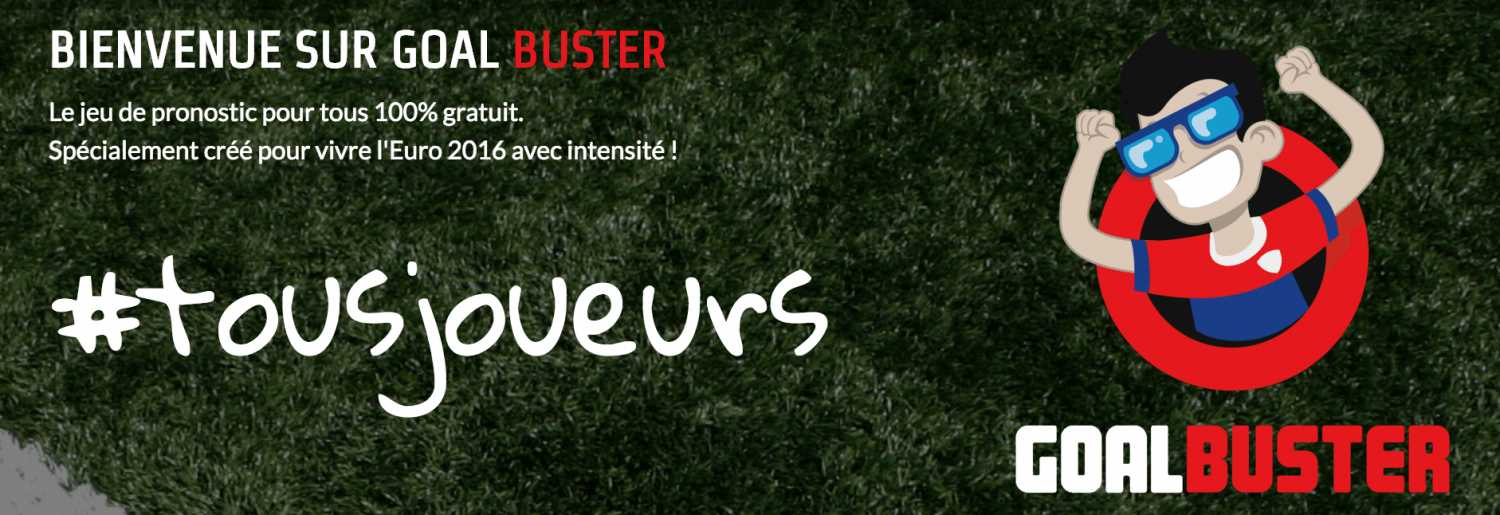 BIENVENUE SUR GOAL BUSTER
Le jeu de pronostic pour tous 100% gratuit.
Spécialement créé pour vivre l'Euro 2016 avec intensité !
#tousjoueurs
GOALBUSTER